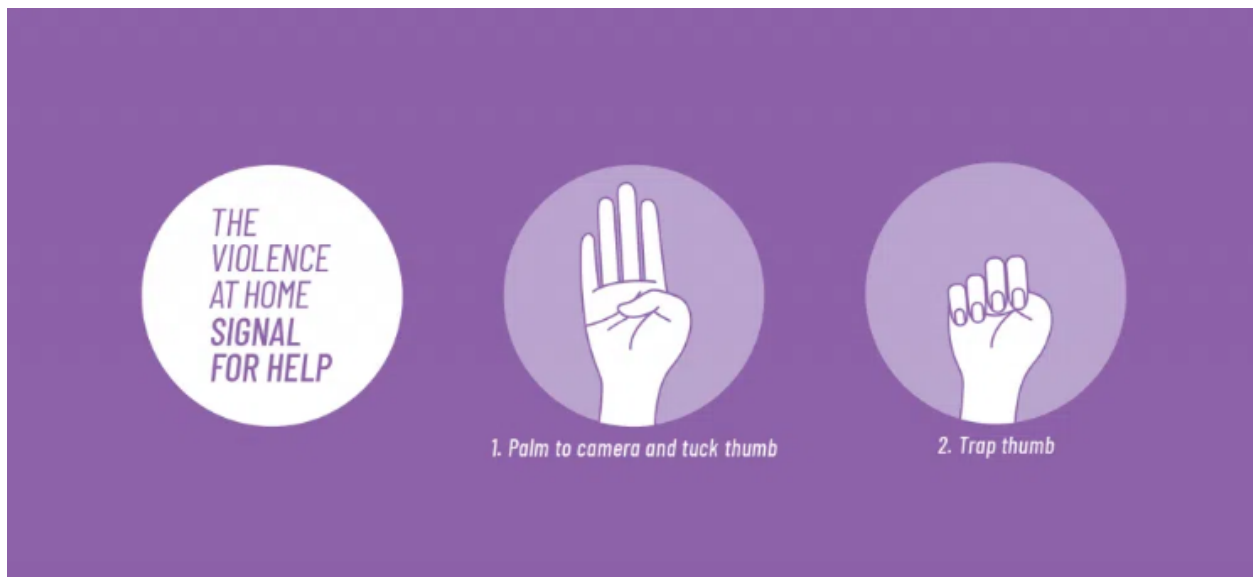 THE
VIOLENCE
AT HOME
SIGNAL
FOR HELP
1. Palm to camera and tuck thumb
2. Trap thumb